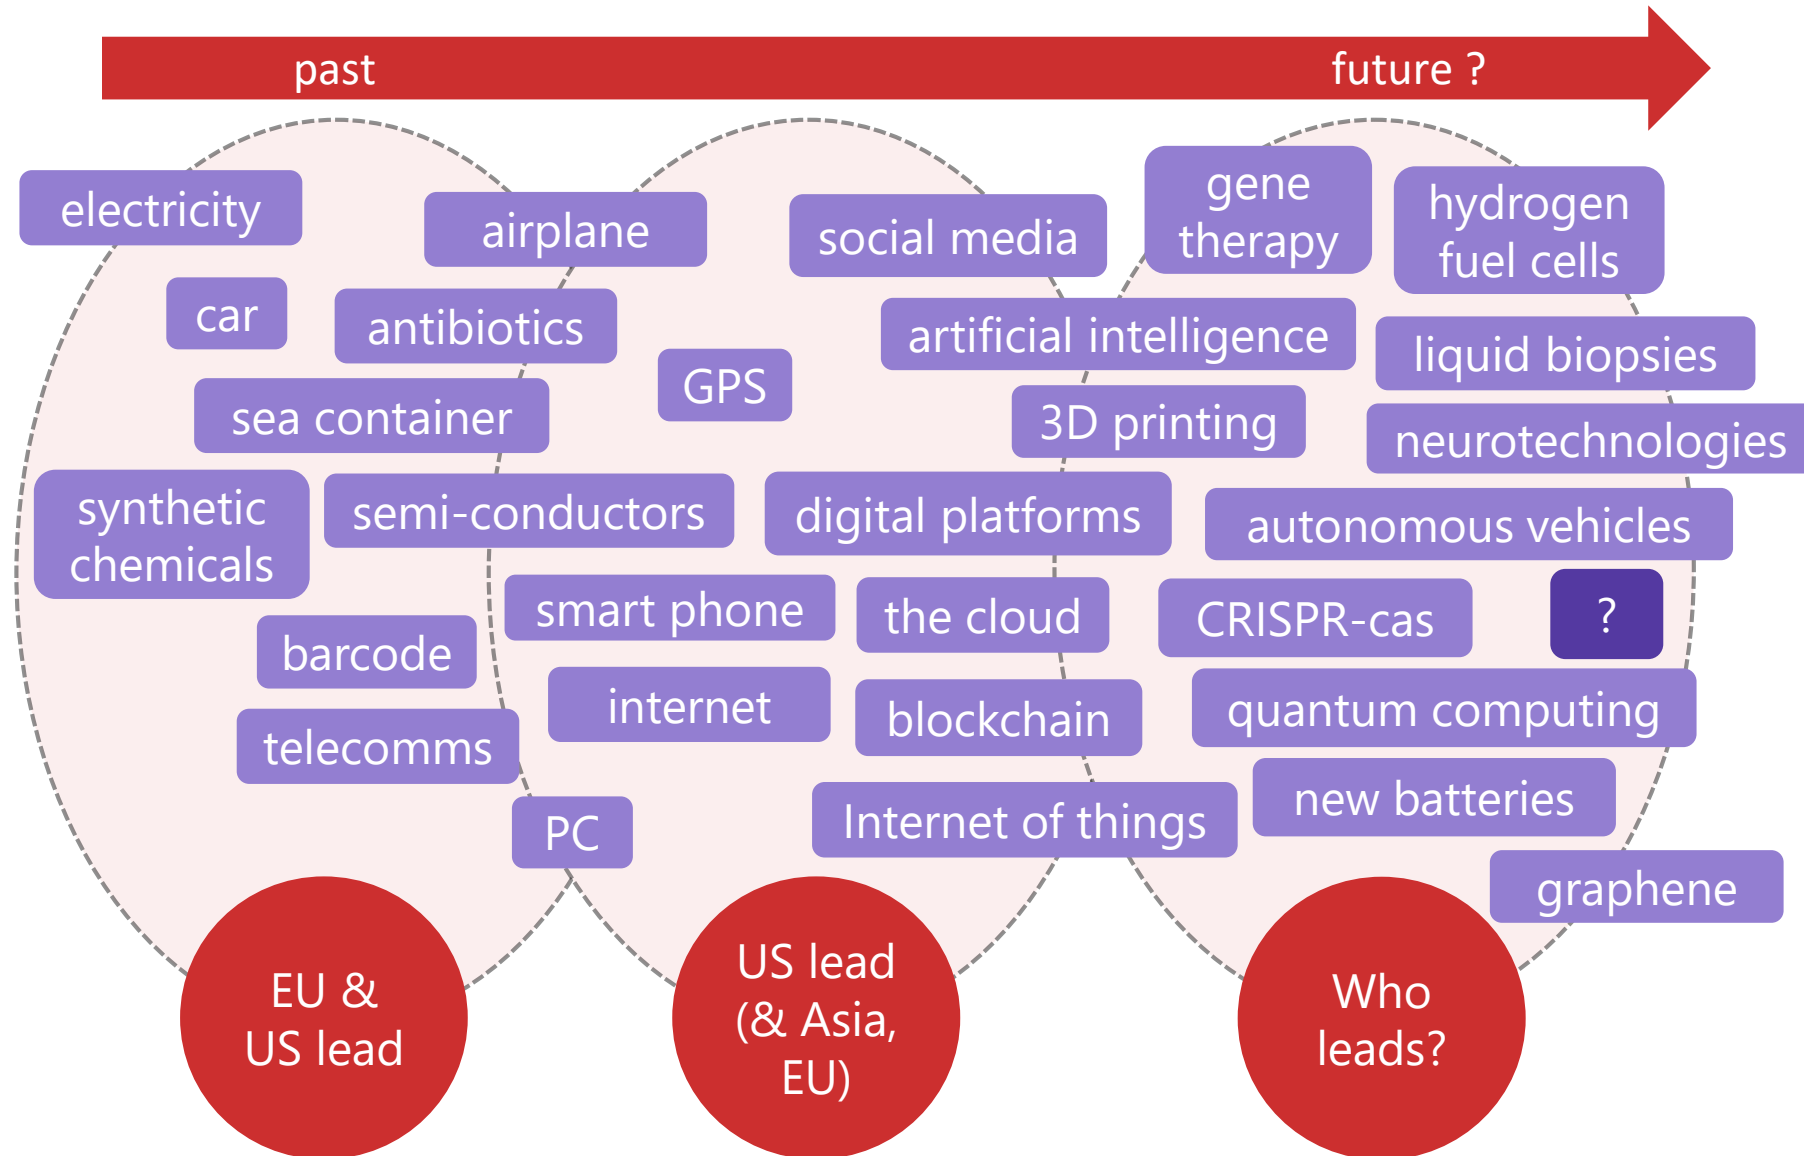 past
future ?
electricity
car
airplane
antibiotics
sea container
synthetic
chemicals
semi-conductors
barcode
telecomms
PC
GPS
smart phone
internet
social media
artificial intelligence
3D printing
digital platforms
the cloud
blockchain
Internet of things
gene
therapy
hydrogen
fuel cells
liquid biopsies
neurotechnologies
autonomous vehicles
CRISPR-cas
?
quantum computing
new batteries
graphene
EU &
US lead
US lead
(& Asia,
EU)
Who
leads?